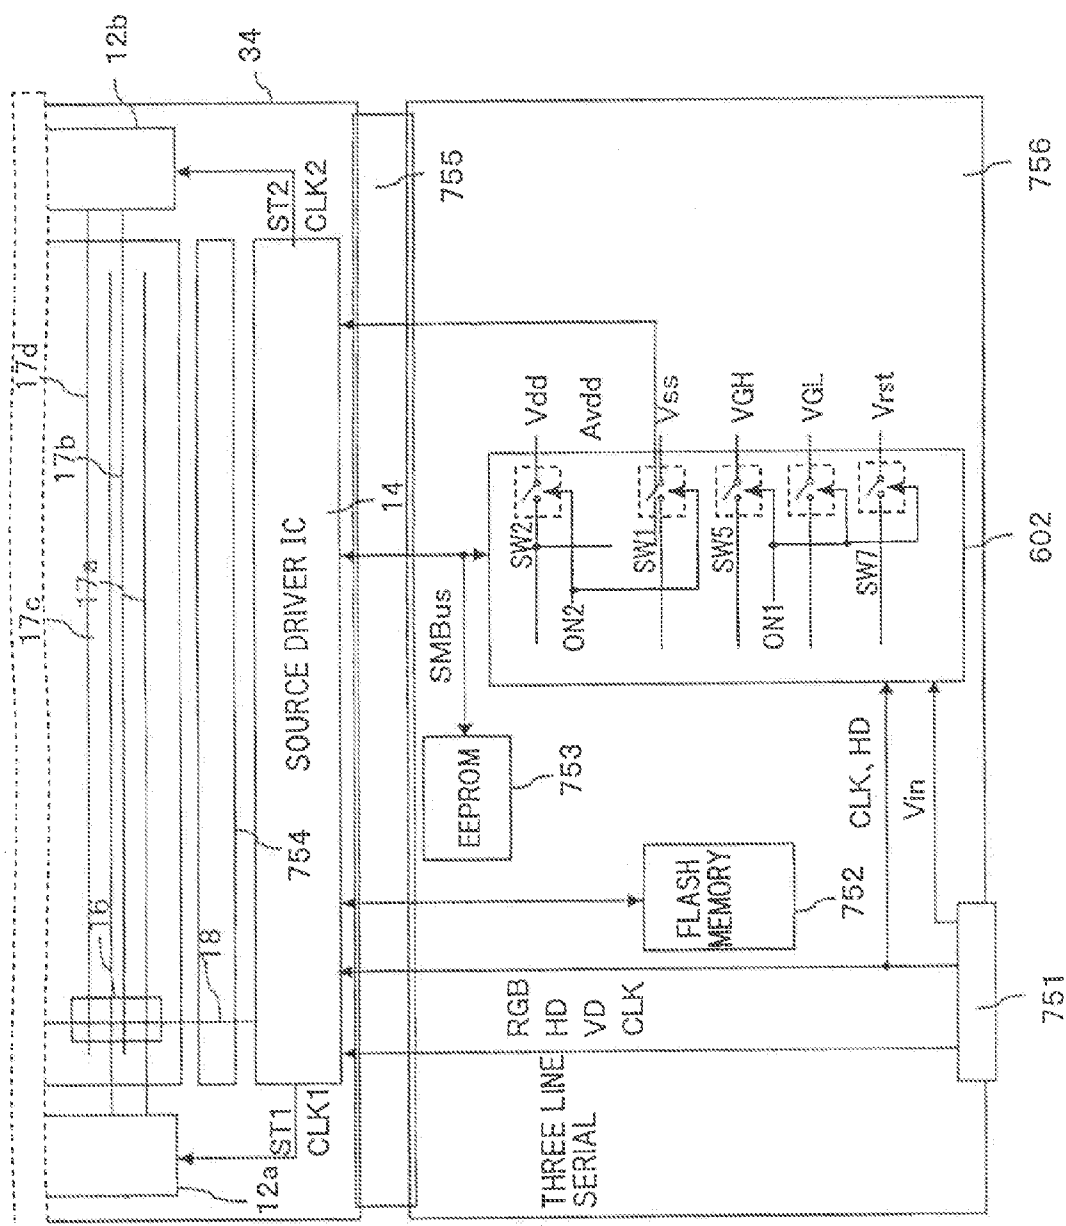 12b
34
ST2
CLK2
755
756
17d
17b
17c
17a
14
SOURCE DRIVER IC
754
16
18
ST1
CLK1
12a
SMBus
EEPROM
753
FLASH
MEMORY
752
Vdd
Avdd
Vss
VGH
VGL
Vrst
SW2
SW1
SW5
SW7
ON2
ON1
602
CLK, HD
Vin
RGB
HD
VD
CLK
THREE LINE
SERIAL
751